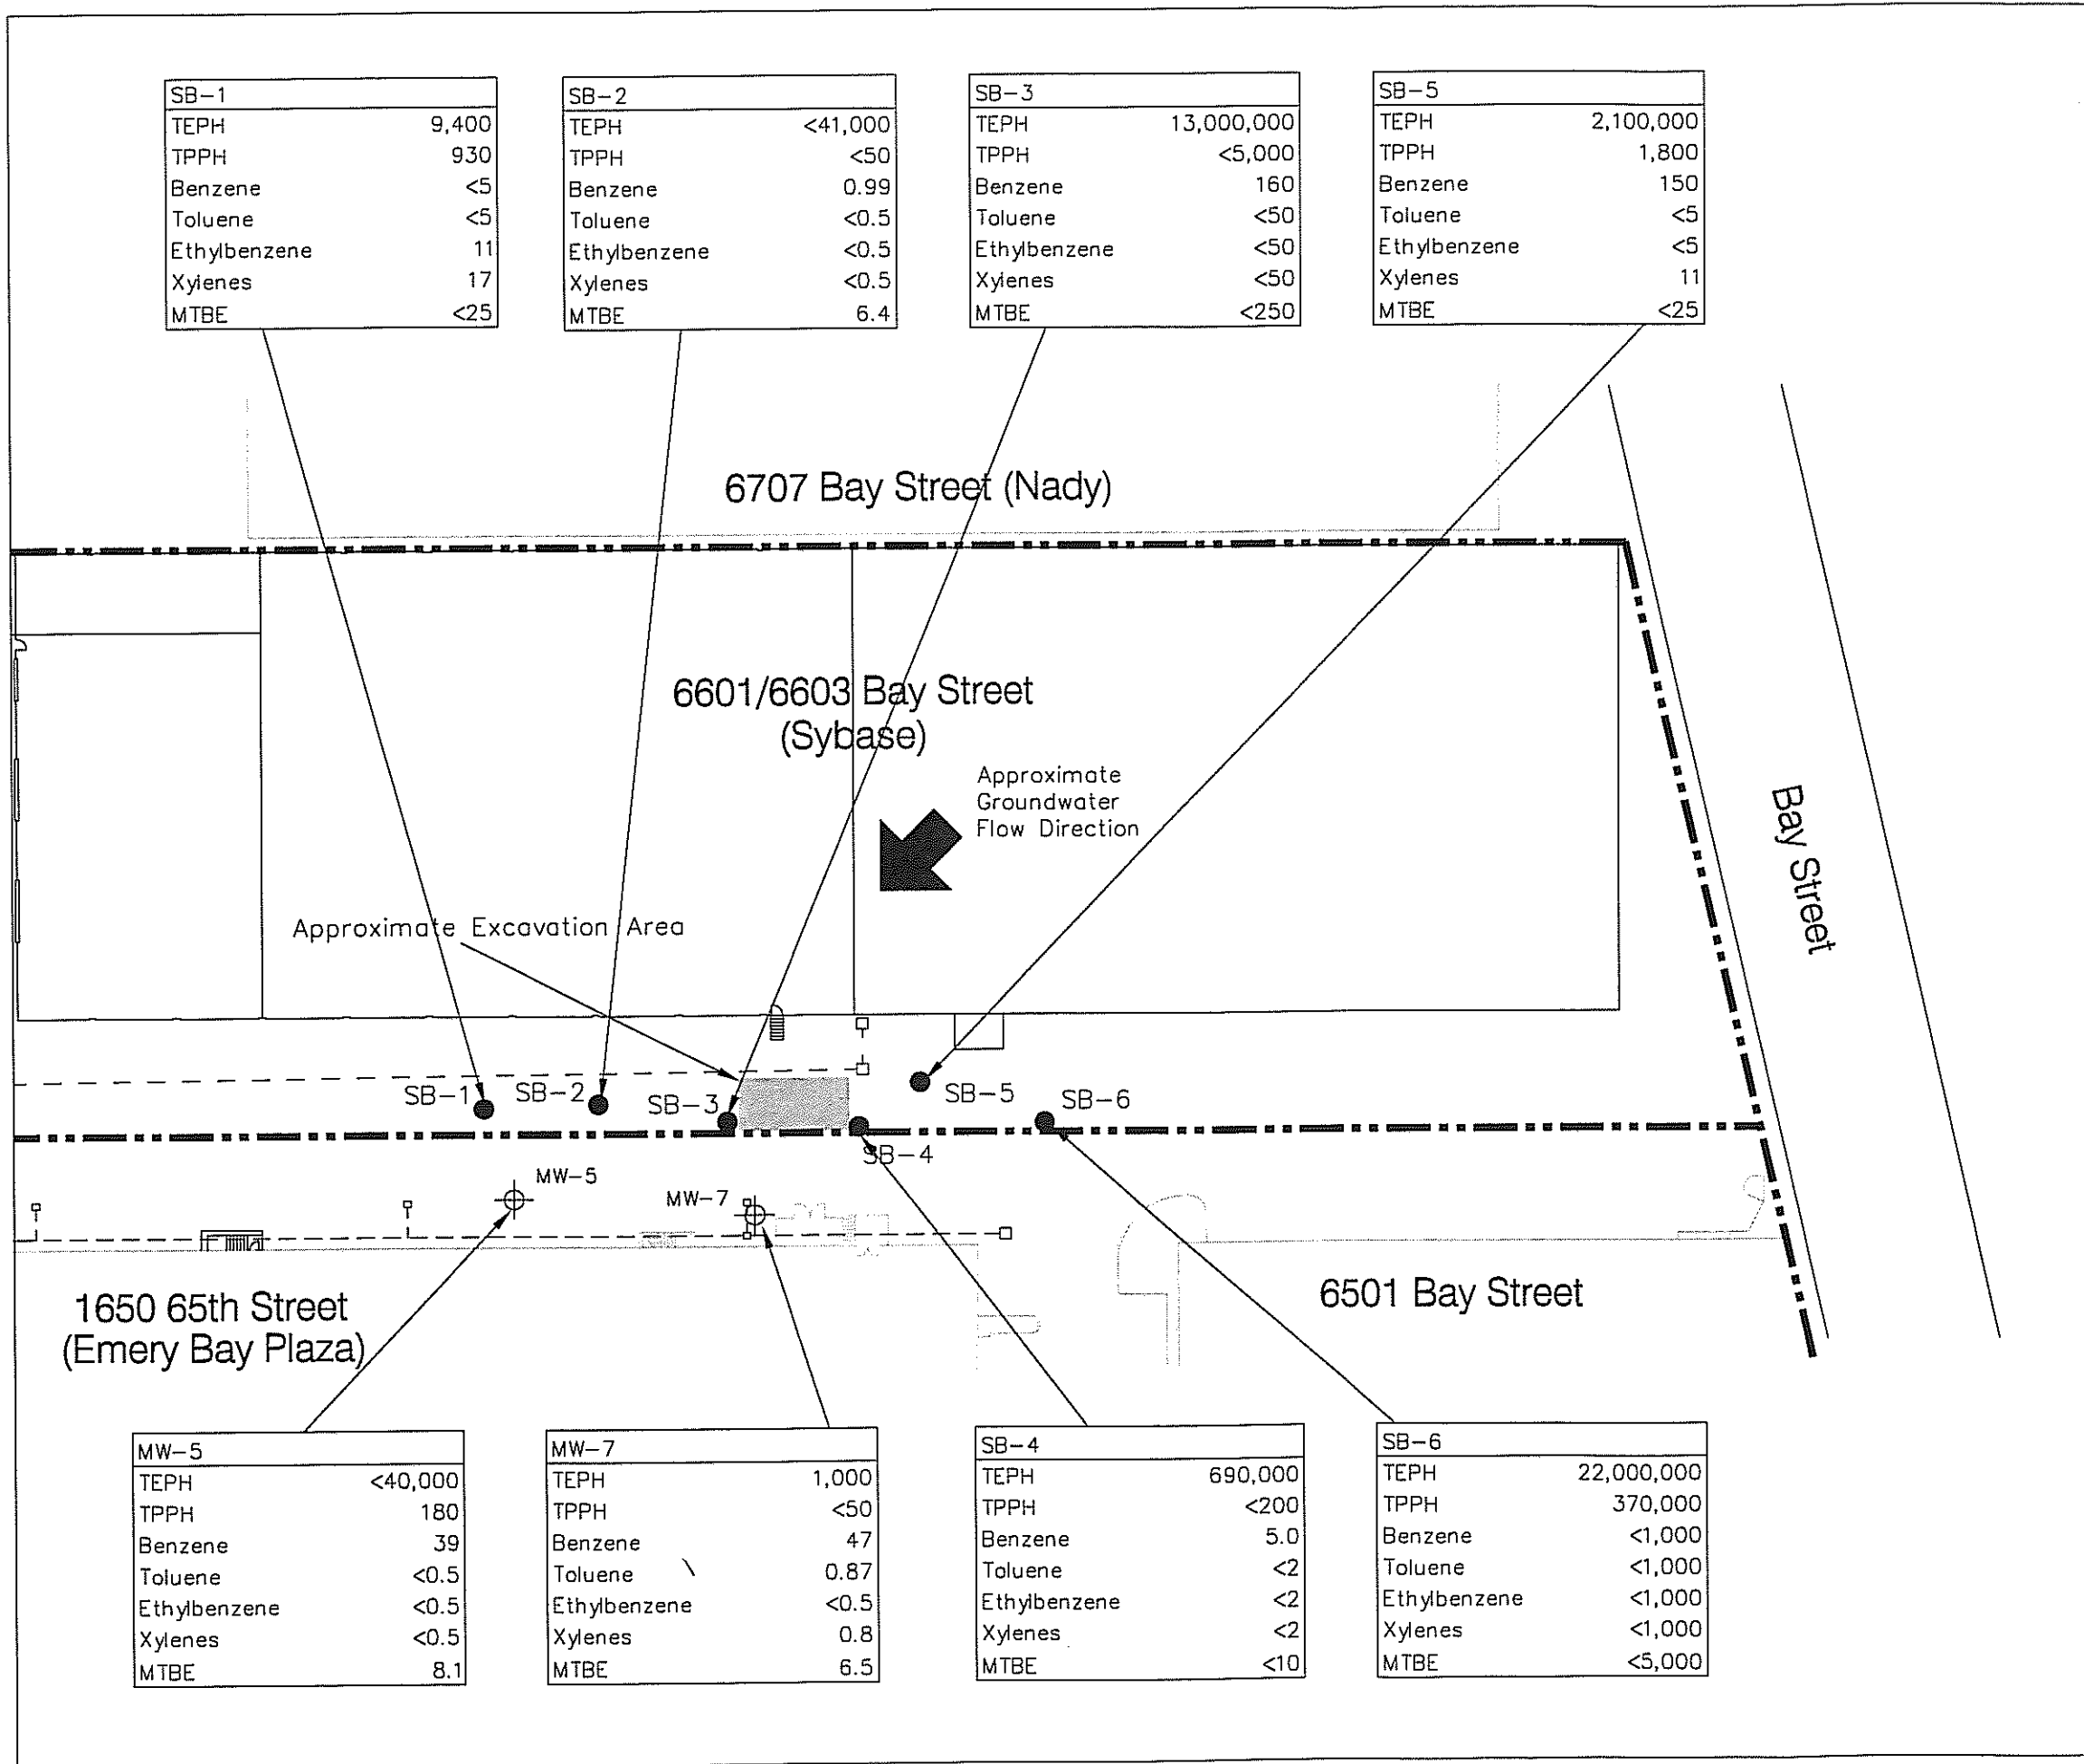 SB-1
TEPH 9,400
TPPH 930
Benzene <5
Toluene <5
Ethylbenzene 11
Xylenes 17
MTBE <25
SB-2
TEPH <41,000
TPPH <50
Benzene 0.99
Toluene <0.5
Ethylbenzene <0.5
Xylenes <0.5
MTBE 6.4
SB-3
TEPH 13,000,000
TPPH <5,000
Benzene 160
Toluene <50
Ethylbenzene <50
Xylenes <50
MTBE <250
SB-5
TEPH 2,100,000
TPPH 1,800
Benzene 150
Toluene <5
Ethylbenzene <5
Xylenes 11
MTBE <25
6707 Bay Street (Nady)
6601/6603 Bay Street
(Sybase)
Approximate
Groundwater
Flow Direction
Bay Street
Approximate Excavation Area
SB-1
SB-2
SB-3
SB-5
SB-6
SB-4
MW-5
MW-7
1650 65th Street
(Emery Bay Plaza)
6501 Bay Street
MW-5
TEPH <40,000
TPPH 180
Benzene 39
Toluene <0.5
Ethylbenzene <0.5
Xylenes <0.5
MTBE 8.1
MW-7
TEPH 1,000
TPPH <50
Benzene 47
Toluene 0.87
Ethylbenzene <0.5
Xylenes 0.8
MTBE 6.5
SB-4
TEPH 690,000
TPPH <200
Benzene 5.0
Toluene <2
Ethylbenzene <2
Xylenes <2
MTBE <10
SB-6
TEPH 22,000,000
TPPH 370,000
Benzene <1,000
Toluene <1,000
Ethylbenzene <1,000
Xylenes <1,000
MTBE <5,000